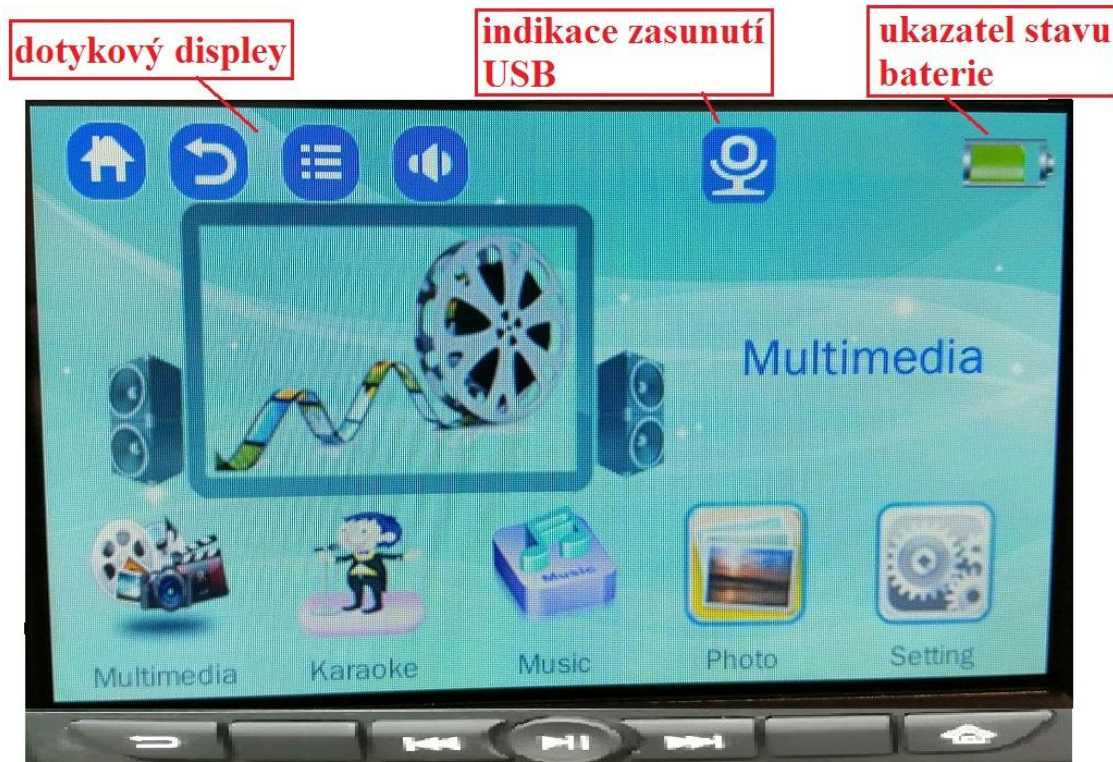 dotykový displey
indikace zasunutí
USB
ukazatel stavu
baterie
Multimedia
Music
Multimedia
Karaoke
Music
Photo
Setting